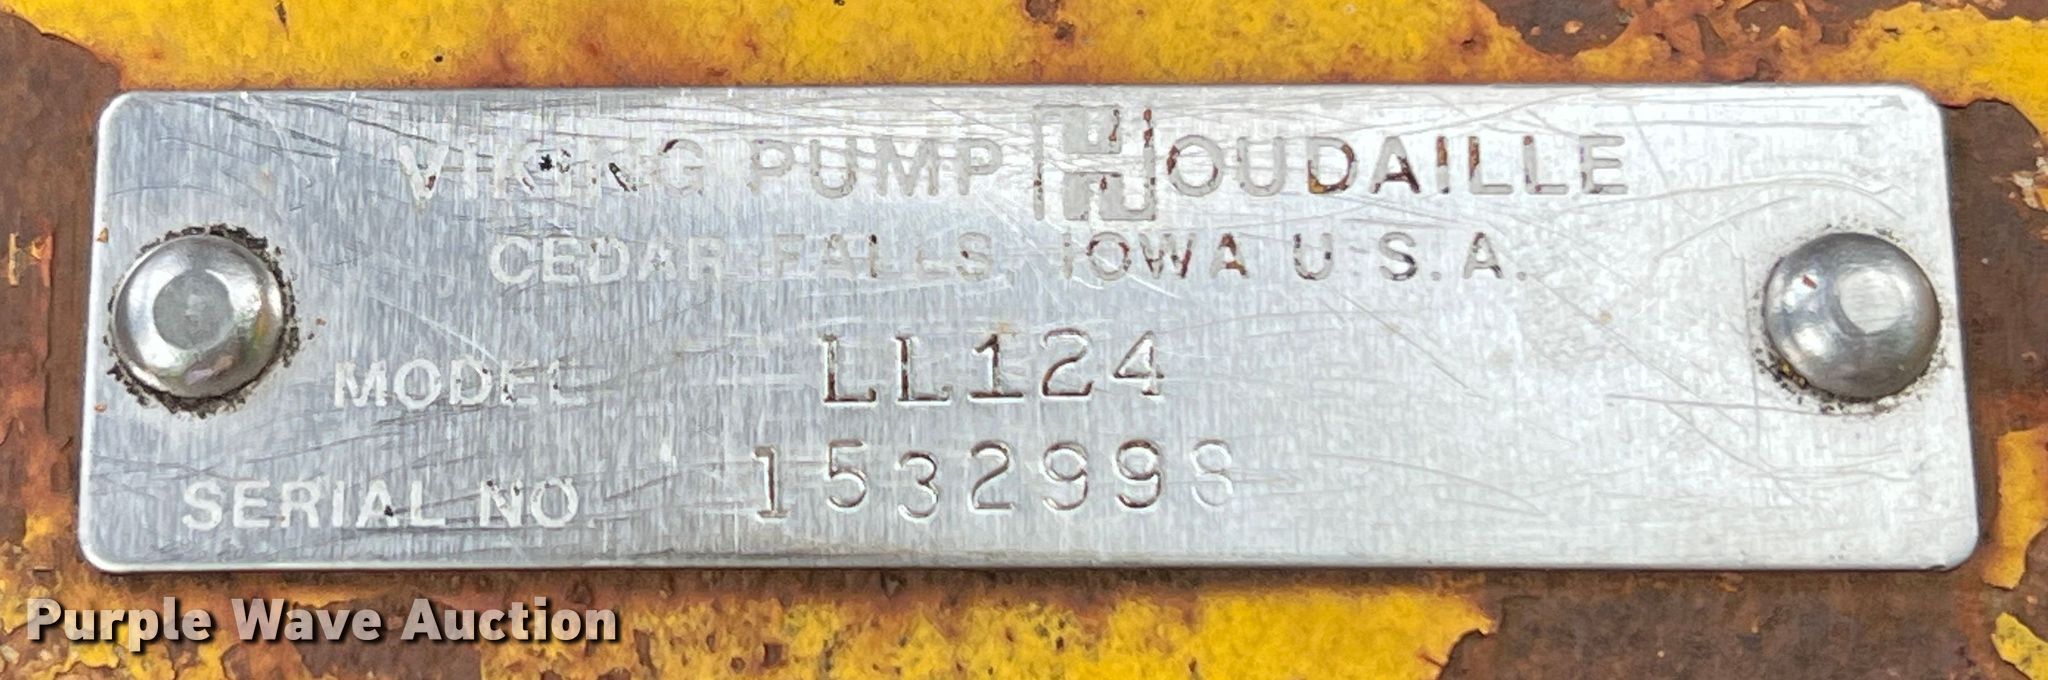 VIKING PUMP HOUDAILLE
CEDAR FALLS, IOWA U.S.A.
MODEL LL124
SERIAL NO 1532998
Purple Wave Auction